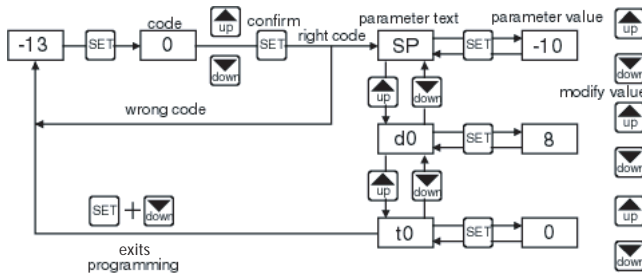 code
confirm
parameter text
parameter value
-13
SET
0
up
down
SET
right code
SP
SET
-10
up
down
wrong code
up
down
modify value
d0
SET
8
up
down
SET + down
up
down
exits
programming
t0
SET
0
up
down